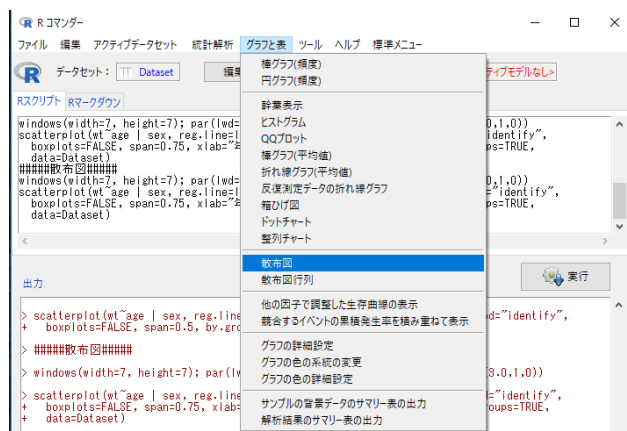 R コマンダー
ファイル 編集 アクティブデータセット 統計解析 グラフと表 ツール ヘルプ 標準メニュー
データセット： Dataset 編集
Rスクリプト Rマークダウン
windows(width=7, height=7); par(lwd=
scatterplot(wt~age | sex, reg.line=l
boxplots=FALSE, span=0.75, xlab="年
data=Dataset)
#####散布図#####
windows(width=7, height=7); par(lwd=
scatterplot(wt~age | sex, reg.line=l
boxplots=FALSE, span=0.75, xlab="年
data=Dataset)
棒グラフ(頻度)
円グラフ(頻度)
幹葉表示
ヒストグラム
QQプロット
棒グラフ(平均値)
折れ線グラフ(平均値)
反復測定データの折れ線グラフ
箱ひげ図
ドットチャート
整列チャート
散布図
散布図行列
他の因子で調整した生存曲線の表示
競合するイベントの累積発生率を積み重ねて表示
グラフの詳細設定
グラフの色の系統の変更
グラフの色の詳細設定
サンプルの背景データのサマリー表の出力
解析結果のサマリー表の出力
ティブモデルなし>
0,1,0))
identify",
ps=TRUE,
0,1,0))
="identify",
ps=TRUE,
出力
実行
> scatterplot(wt~age | sex, reg.line
+ boxplots=FALSE, span=0.5, by.gro
> #####散布図#####
> windows(width=7, height=7); par(lw
> scatterplot(wt~age | sex, reg.line
+ boxplots=FALSE, span=0.75, xlab=
+ data=Dataset)
d="identify",
3.0,1,0))
="identify",
oups=TRUE,